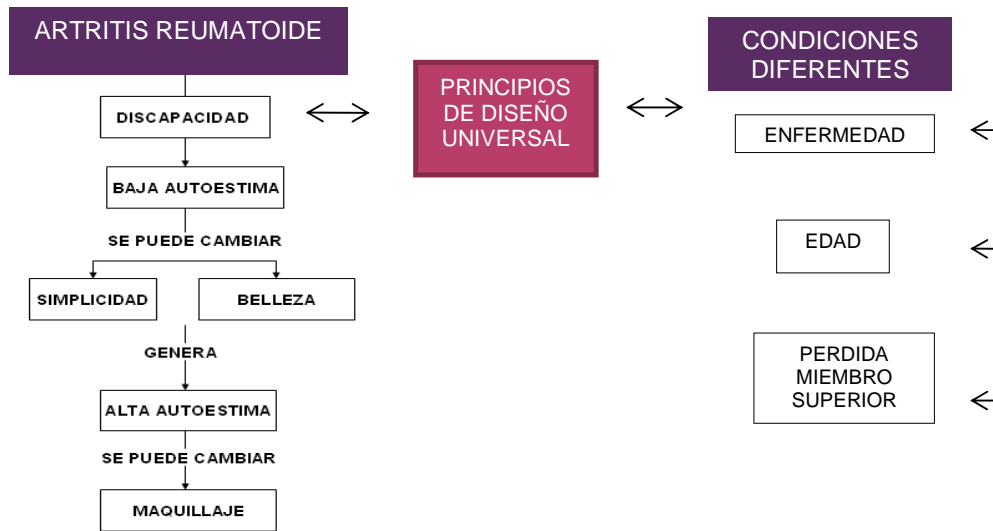 ARTRITIS REUMATOIDE
DISCAPACIDAD
BAJA AUTOESTIMA
SE PUEDE CAMBIAR
SIMPLICIDAD
BELLEZA
GENERA
ALTA AUTOESTIMA
SE PUEDE CAMBIAR
MAQUILLAJE
PRINCIPIOS
DE DISEÑO
UNIVERSAL
CONDICIONES
DIFERENTES
ENFERMEDAD
EDAD
PERDIDA
MIEMBRO
SUPERIOR